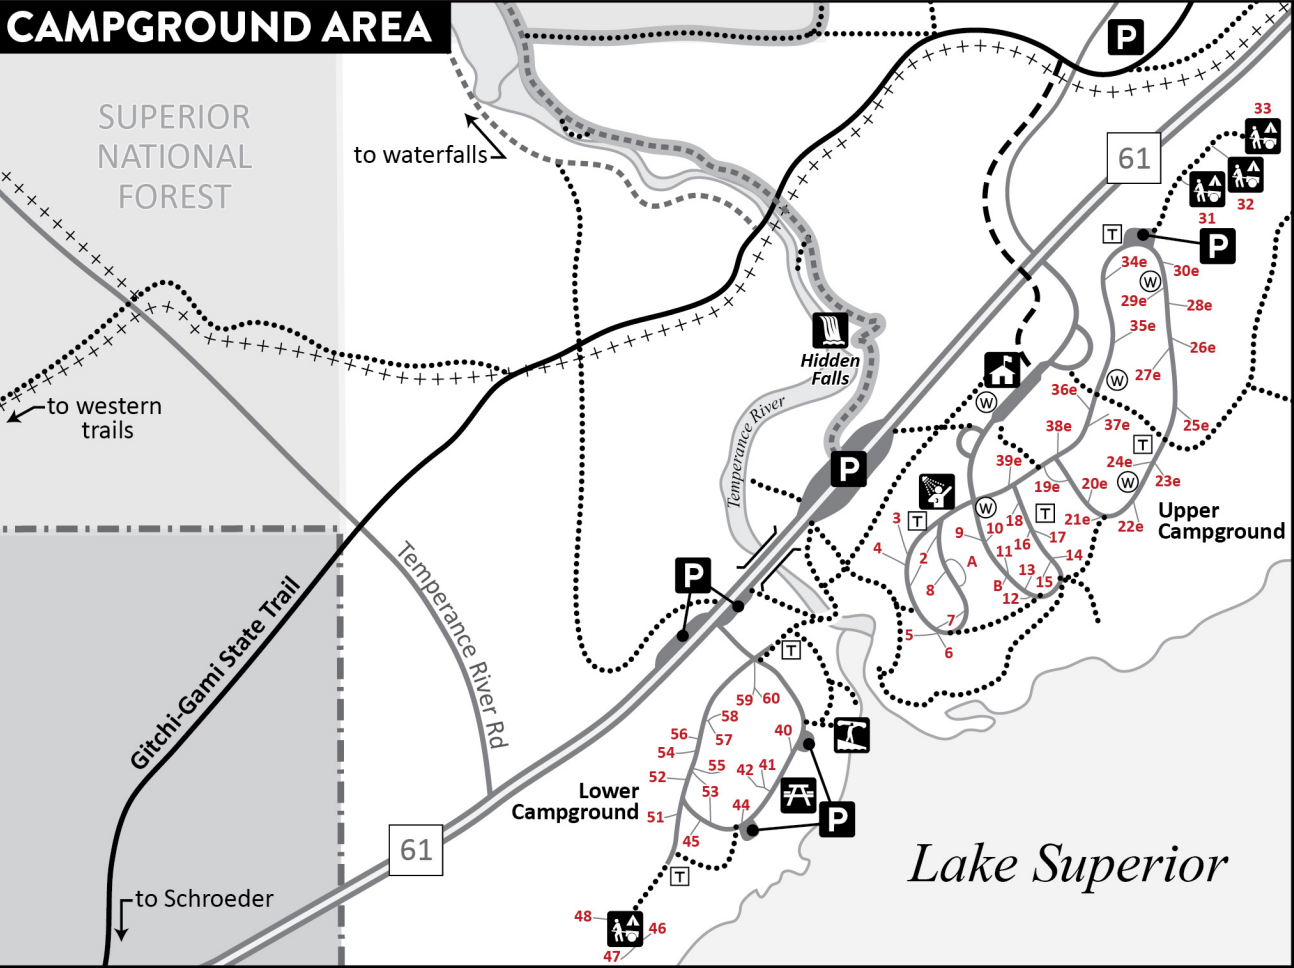 CAMPGROUND AREA
P
SUPERIOR
NATIONAL
FOREST
to waterfalls
61
33
32
31
T
P
34e
30e
W
29e
28e
35e
26e
Hidden
Falls
W
27e
36e
W
to western
trails
37e
25e
38e
T
Temperance River
P
39e
24e
23e
19e
20e
W
3
T
W
18
T
21e
22e
Upper
Campground
9
10
17
4
2
11
16
14
A
13
P
8
B
15
12
Temperance River Rd
7
5
6
T
Gitchi-Gami State Trail
59
60
58
56
57
40
54
55
42
41
52
53
Lower
Campground
44
51
P
45
61
T
Lake Superior
to Schroeder
48
46
47